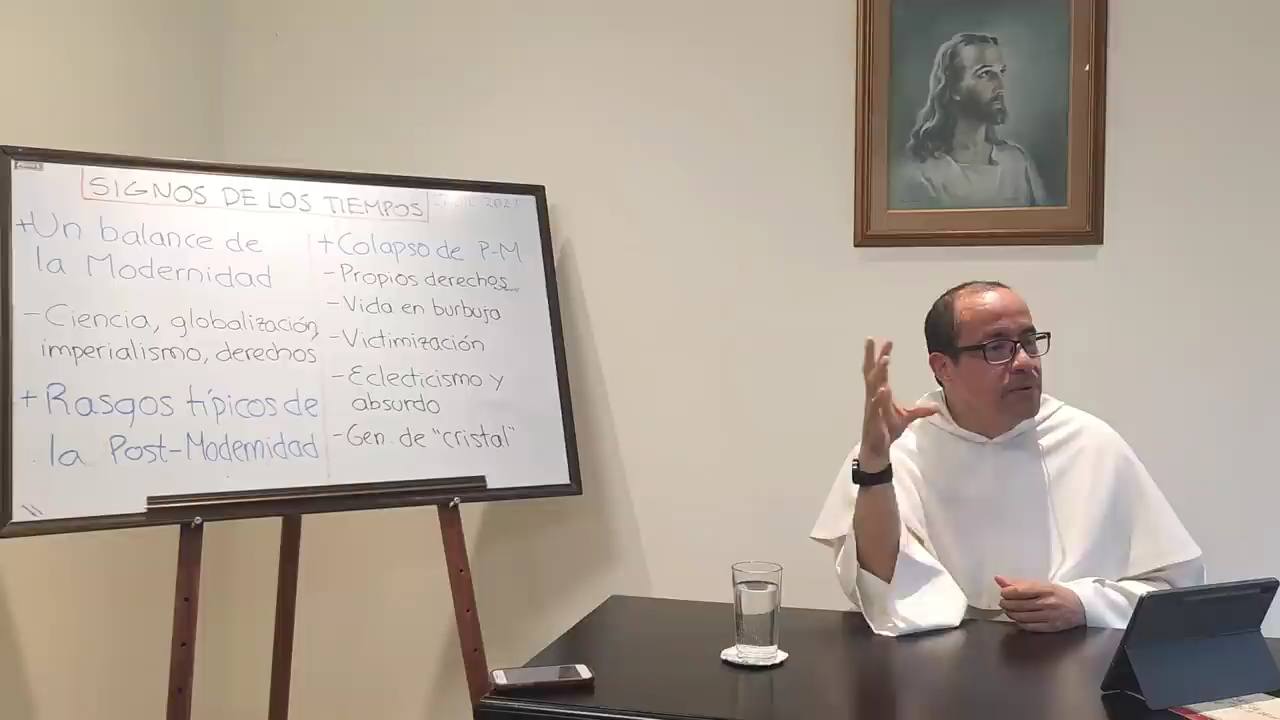 SIGNOS DE LOS TIEMPOS
+Un balance de
la Modernidad
-Ciencia, globalización,
imperialismo, derechos
+Rasgos típicos de
la Post-Modernidad
+Colapso de P-M
-Propios derechos...
-Vida en burbuja
-Victimización
-Eclecticismo y
absurdo
-Gen. de "cristal"